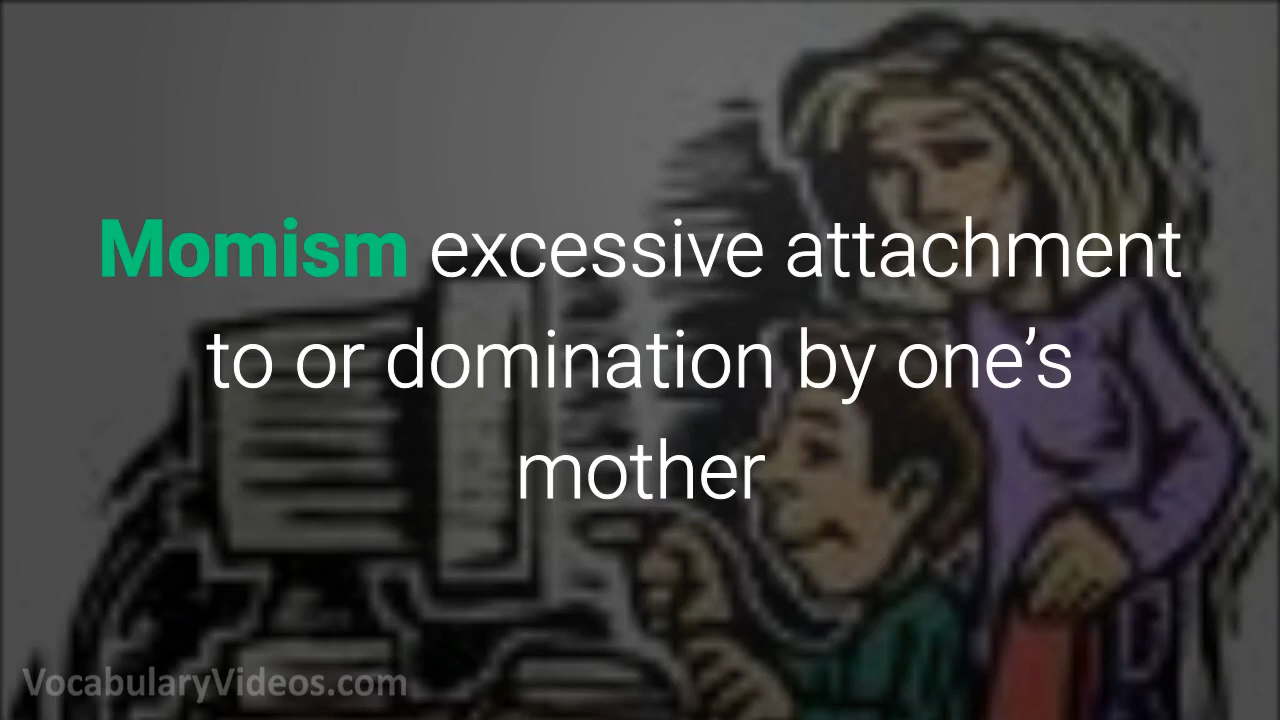 Momism excessive attachment
to or domination by one’s
mother
VocabularyVideos.com